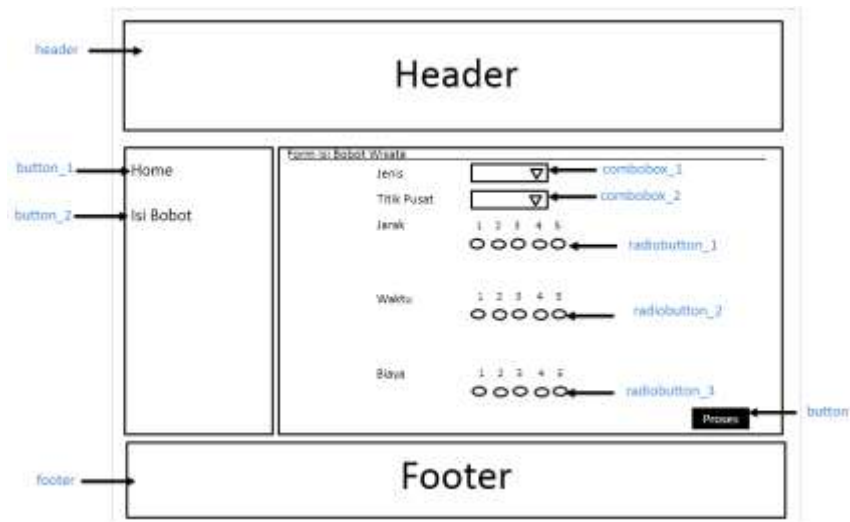 header
Header
button_1
Home
Form Isi Bobot Wisata
Jenis
combobox_1
Titik Pusat
combobox_2
button_2
Isi Bobot
Jarak
1 2 3 4 5
radiobutton_1
Waktu
1 2 3 4 5
radiobutton_2
Biaya
1 2 3 4 5
radiobutton_3
Proses
button
footer
Footer